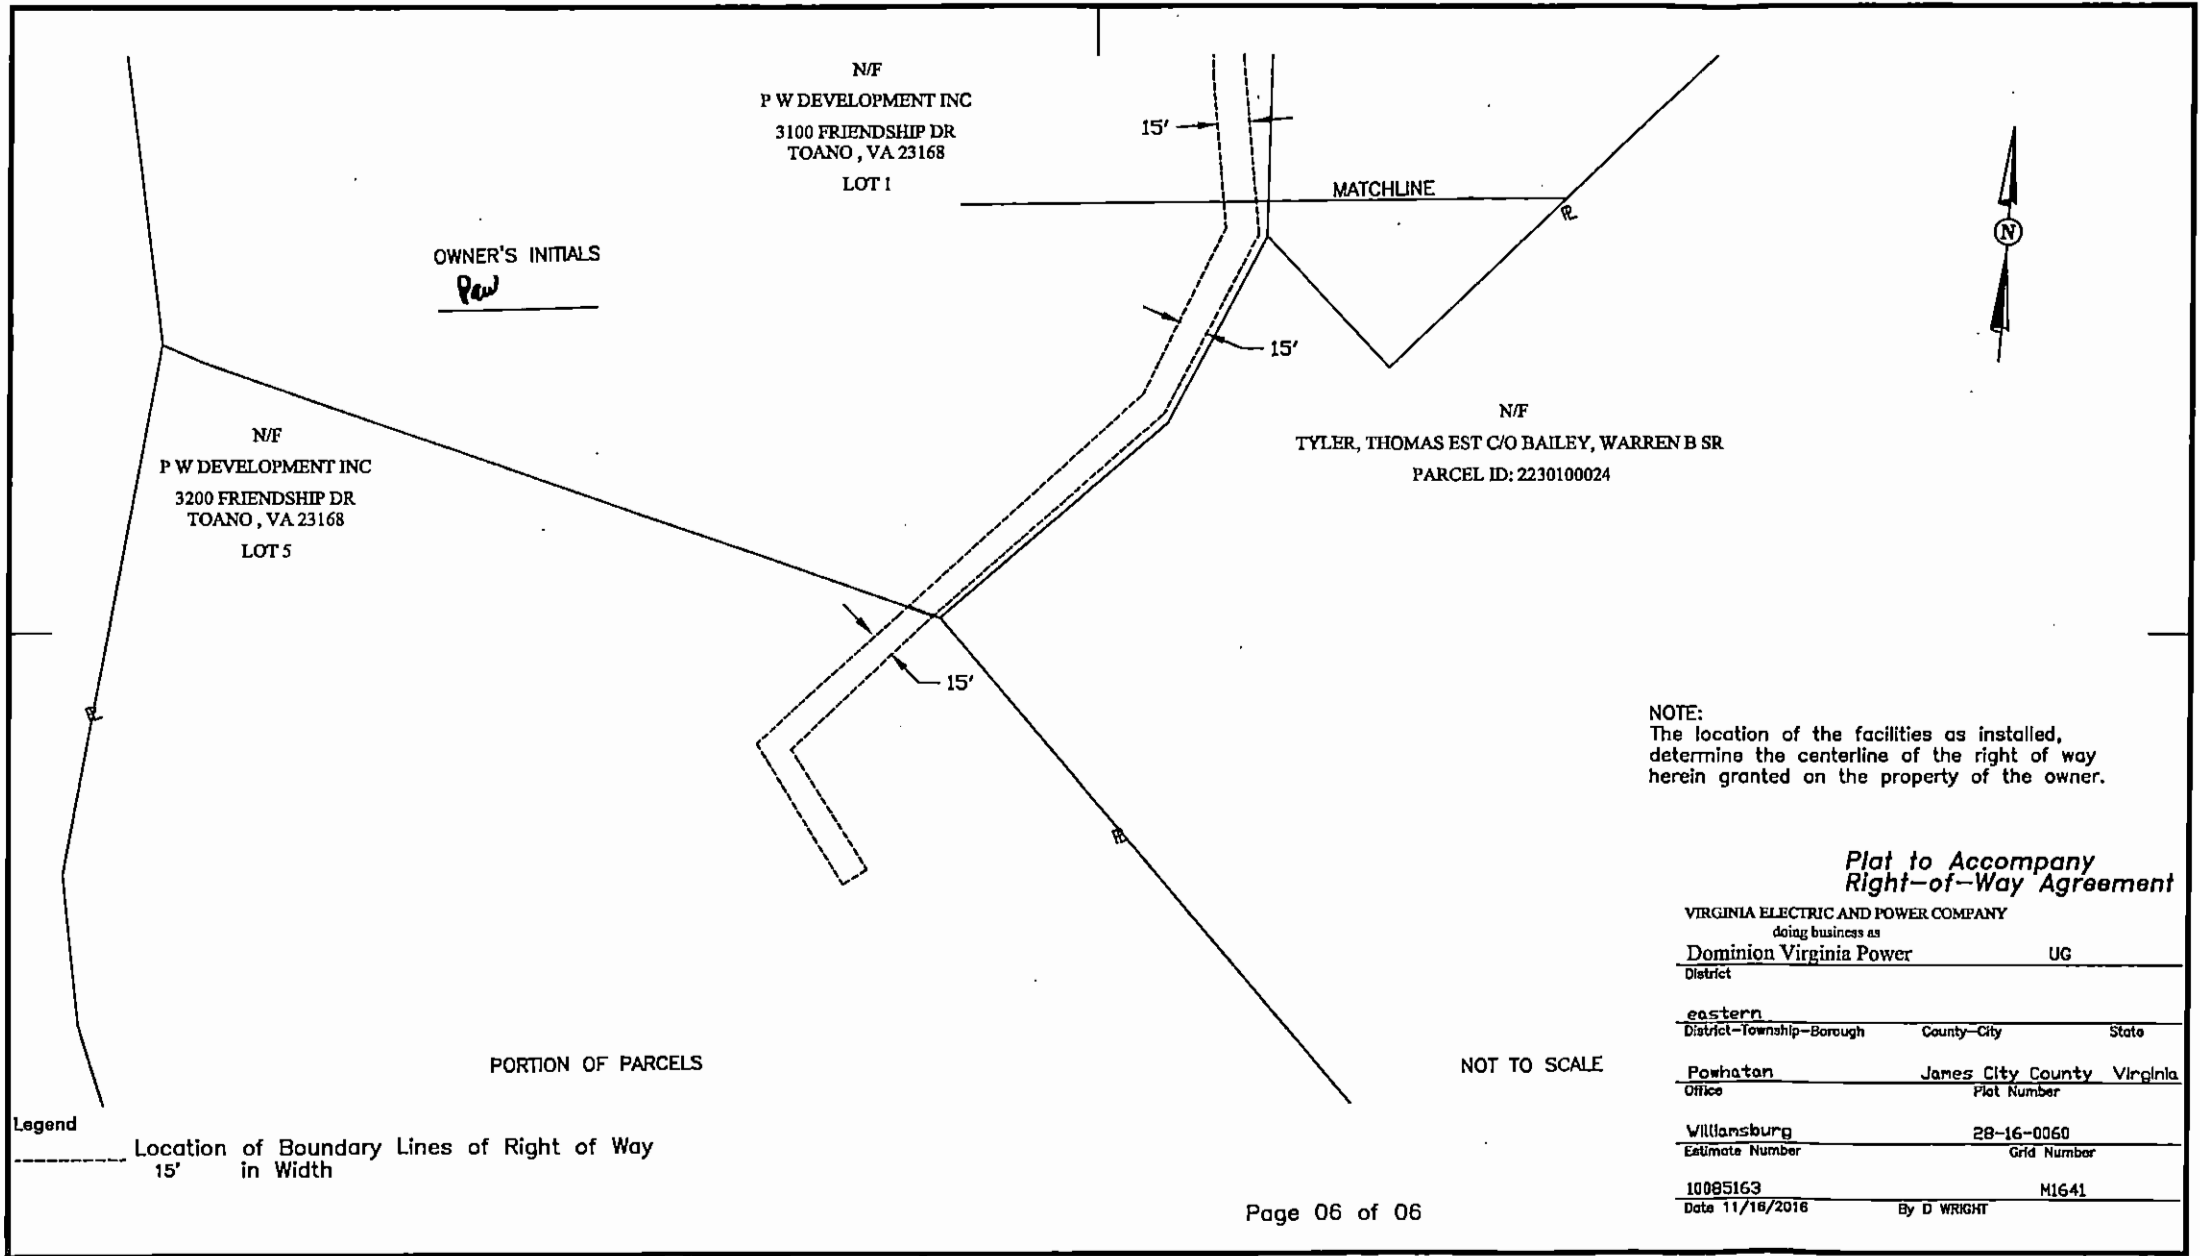 N/F
P W DEVELOPMENT INC
3100 FRIENDSHIP DR
TOANO , VA 23168
LOT 1
15'
MATCHLINE
PL
N
OWNER'S INITIALS
PAW
15'
N/F
P W DEVELOPMENT INC
3200 FRIENDSHIP DR
TOANO , VA 23168
LOT 5
N/F
TYLER, THOMAS EST C/O BAILEY, WARREN B SR
PARCEL ID: 2230100024
15'
PL
PL
NOTE:
The location of the facilities as installed,
determine the centerline of the right of way
herein granted on the property of the owner.
Plat to Accompany
Right-of-Way Agreement
VIRGINIA ELECTRIC AND POWER COMPANY
doing business as
Dominion Virginia Power UG
District
eastern
District-Township-Borough County-City State
Powhatan James City County Virginia
Office Plat Number
Williamsburg 28-16-0060
Estimate Number Grid Number
10085163 M1641
Date 11/16/2016 By D WRIGHT
PORTION OF PARCELS
NOT TO SCALE
Legend
Location of Boundary Lines of Right of Way
15' in Width
Page 06 of 06